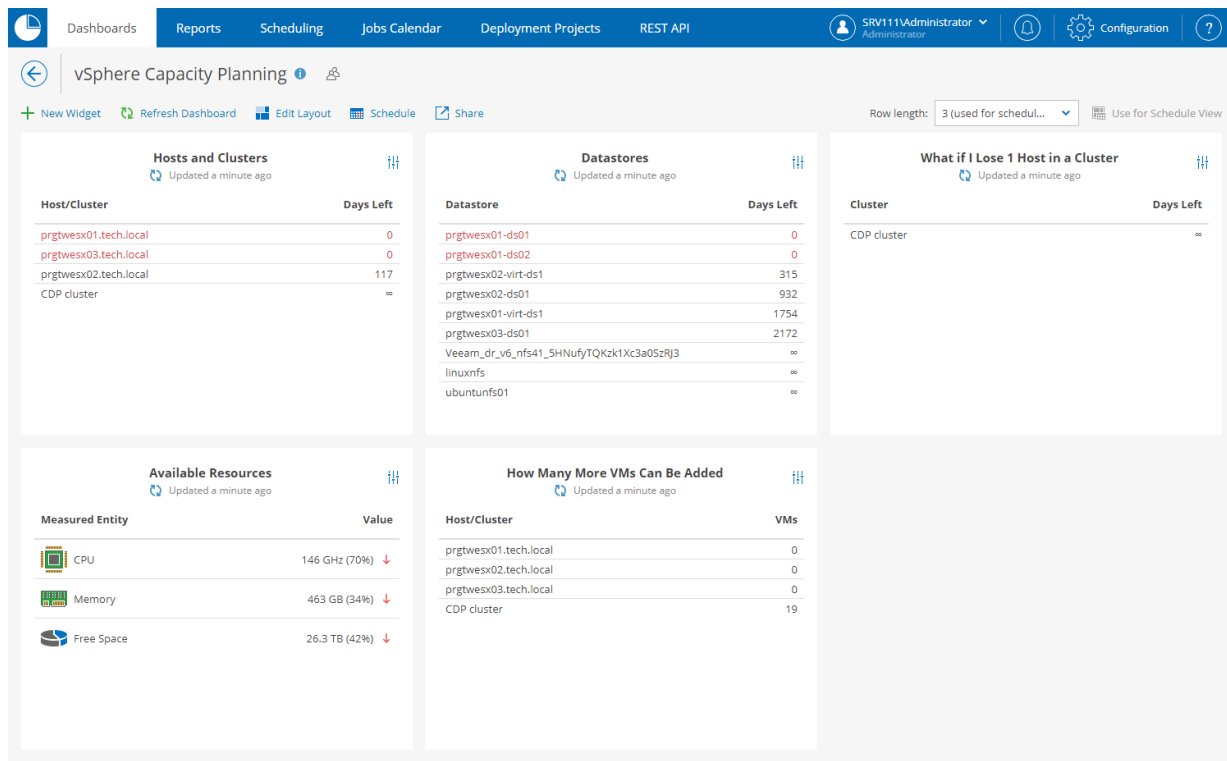 Dashboards Reports Scheduling Jobs Calendar Deployment Projects REST API SRV111\Administrator Configuration ?
Administrator
vSphere Capacity Planning i
New Widget Refresh Dashboard Edit Layout Schedule Share Row length: 3 (used for schedul... Use for Schedule View
Hosts and Clusters
Updated a minute ago
Host/Cluster Days Left
prgtwesx01.tech.local 0
prgtwesx03.tech.local 0
prgtwesx02.tech.local 117
CDP cluster ∞
Datastores
Updated a minute ago
Datastore Days Left
prgtwesx01-ds01 0
prgtwesx01-ds02 0
prgtwesx02-virt-ds1 315
prgtwesx02-ds01 932
prgtwesx01-virt-ds1 1754
prgtwesx03-ds01 2172
Veeam_dr_v6_nfs41_5HNufyTQKzk1Xc3a0SzRJ3 ∞
linuxnfs ∞
ubuntunfs01 ∞
What if I Lose 1 Host in a Cluster
Updated a minute ago
Cluster Days Left
CDP cluster ∞
Available Resources
Updated a minute ago
Measured Entity Value
CPU 146 GHz (70%) ↓
Memory 463 GB (34%) ↓
Free Space 26.3 TB (42%) ↓
How Many More VMs Can Be Added
Updated a minute ago
Host/Cluster VMs
prgtwesx01.tech.local 0
prgtwesx02.tech.local 0
prgtwesx03.tech.local 0
CDP cluster 19